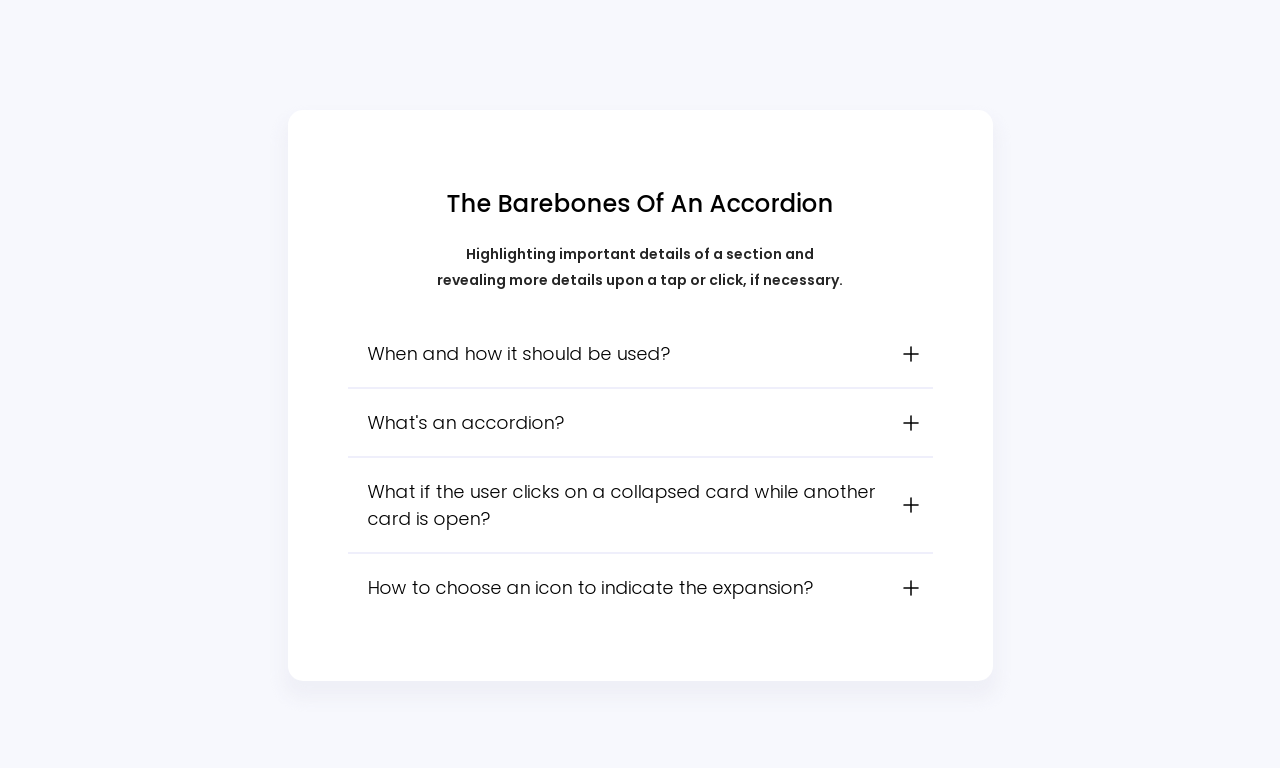 The Barebones Of An Accordion
Highlighting important details of a section and
revealing more details upon a tap or click, if necessary.
When and how it should be used?
What's an accordion?
What if the user clicks on a collapsed card while another
card is open?
How to choose an icon to indicate the expansion?